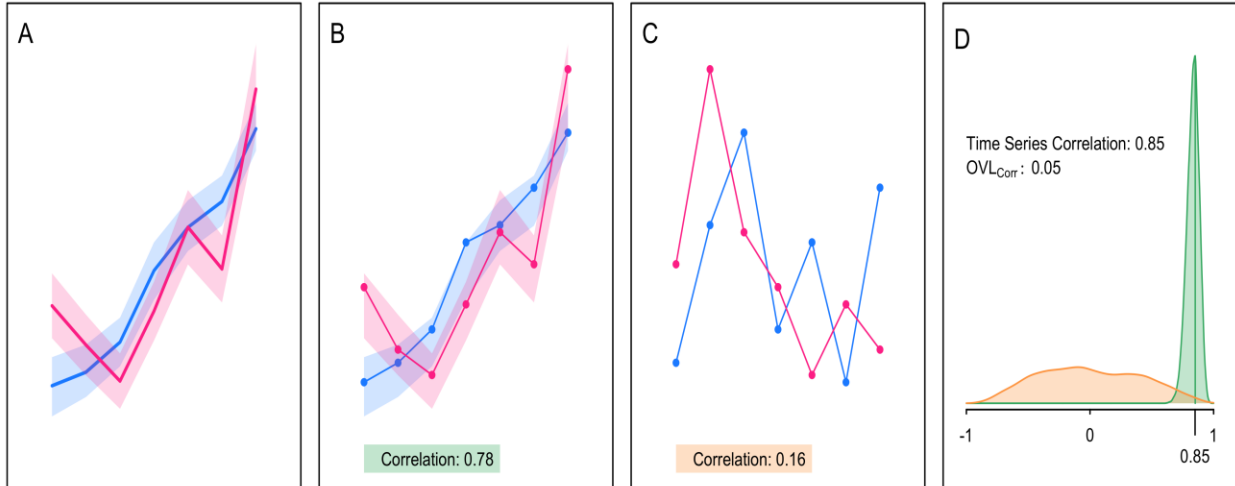 A
B
Correlation: 0.78
C
Correlation: 0.16
D
Time Series Correlation: 0.85
OVLCorr: 0.05
-1 0 1
0.85